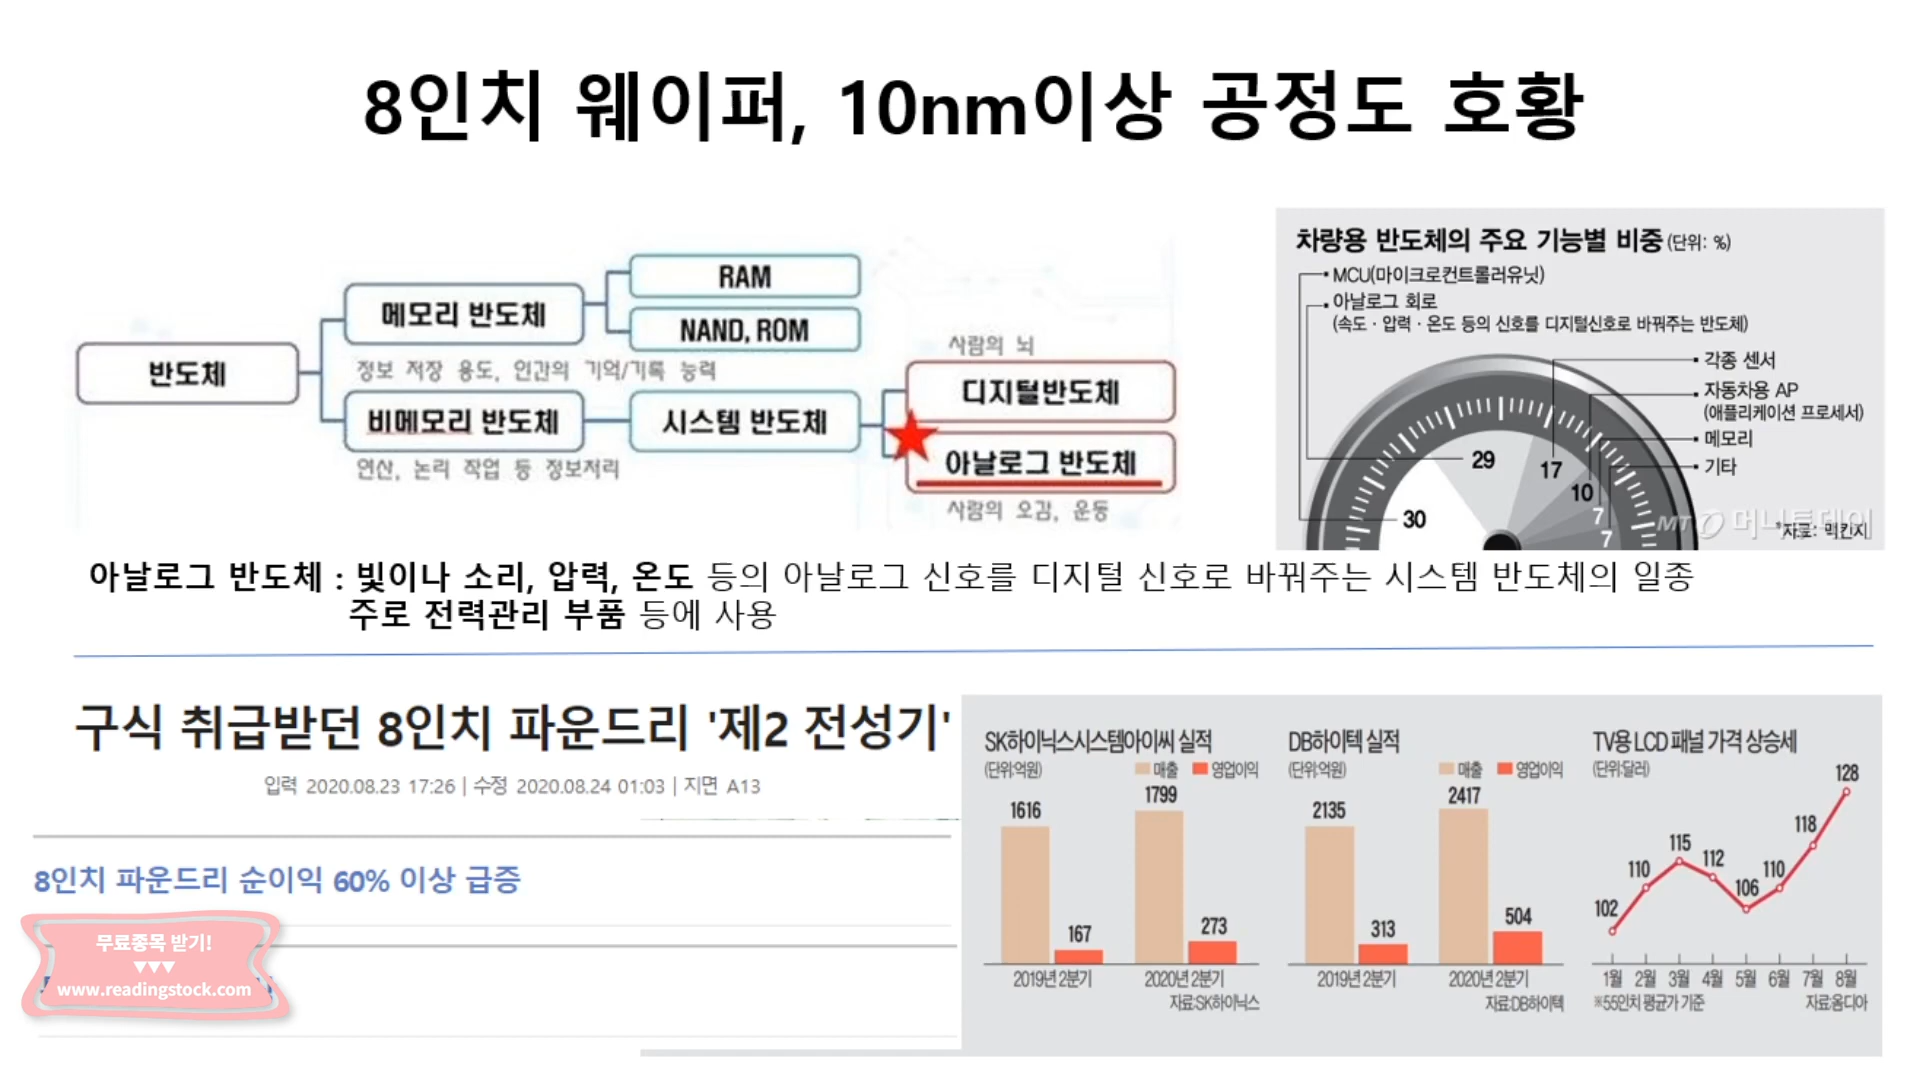 8인치 웨이퍼, 10nm이상 공정도 호황
반도체
메모리 반도체
정보 저장 용도, 인간의 기억/기록 능력
RAM
NAND, ROM
비메모리 반도체
연산, 논리 작업 등 정보처리
시스템 반도체
사람의 뇌
디지털반도체
아날로그 반도체
사람의 오감, 운동
차량용 반도체의 주요 기능별 비중 (단위: %)
MCU(마이크로컨트롤러유닛)
아날로그 회로
(속도 · 압력 · 온도 등의 신호를 디지털신호로 바꿔주는 반도체)
각종 센서
자동차용 AP
(애플리케이션 프로세서)
메모리
기타
30
29
17
10
7
7
MT 머니투데이
*자료: 맥킨지
아날로그 반도체 : 빛이나 소리, 압력, 온도 등의 아날로그 신호를 디지털 신호로 바꿔주는 시스템 반도체의 일종
주로 전력관리 부품 등에 사용
구식 취급받던 8인치 파운드리 '제2 전성기'
입력 2020.08.23 17:26 | 수정 2020.08.24 01:03 | 지면 A13
8인치 파운드리 순이익 60% 이상 급증
무료종목 받기!
▼▼▼
www.readingstock.com
SK하이닉스시스템아이씨 실적
(단위:억원)
매출 영업이익
1616
167
1799
273
2019년 2분기 2020년 2분기
자료:SK하이닉스
DB하이텍 실적
(단위:억원)
매출 영업이익
2135
313
2417
504
2019년 2분기 2020년 2분기
자료:DB하이텍
TV용 LCD 패널 가격 상승세
(단위:달러)
102
110
115
112
106
110
118
128
1월 2월 3월 4월 5월 6월 7월 8월
※55인치 평균가 기준
자료:옴디아